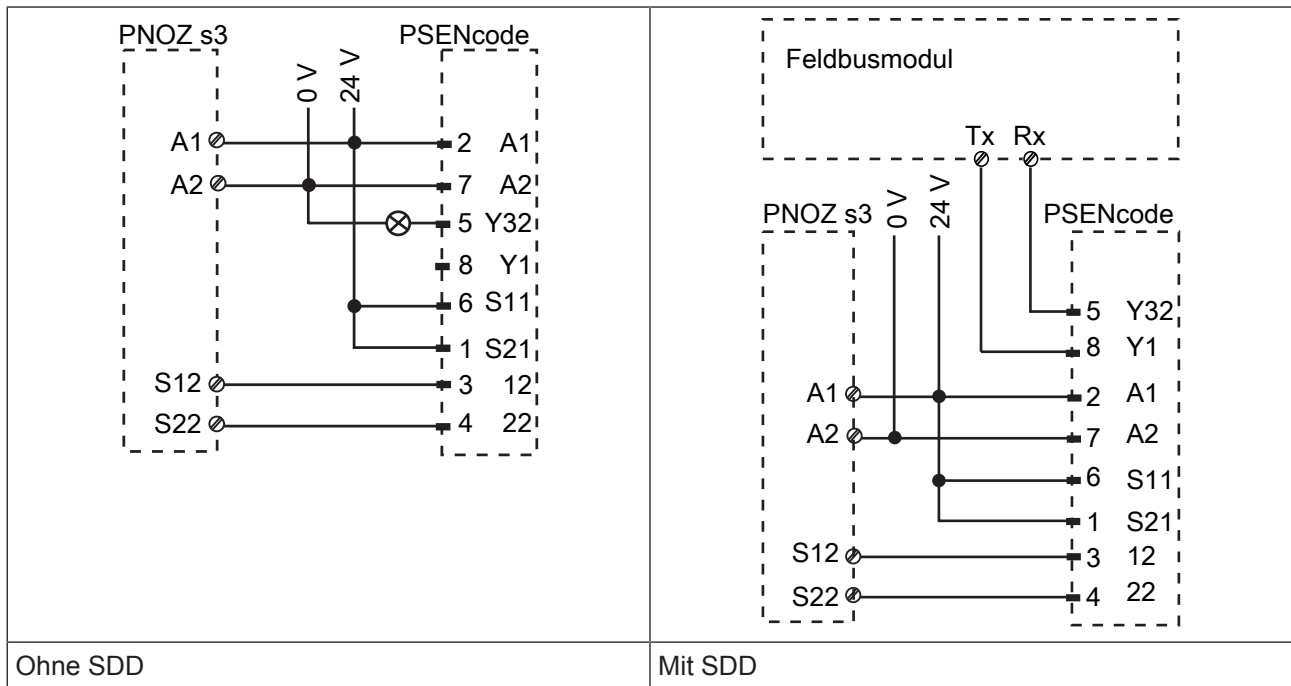 PNOZ s3 PSENcode
0 V
24 V
A1 2 A1
A2 7 A2
5 Y32
8 Y1
6 S11
1 S21
S12 3 12
S22 4 22
Ohne SDD
Feldbusmodul
Tx Rx
PNOZ s3 0 V 24 V PSENcode
5 Y32
8 Y1
A1 2 A1
A2 7 A2
6 S11
1 S21
S12 3 12
S22 4 22
Mit SDD